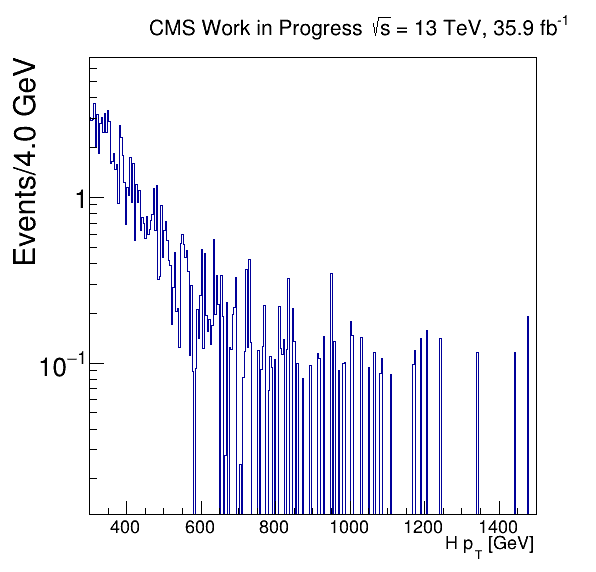 CMS Work in Progress √s = 13 TeV, 35.9 fb⁻¹
Events/4.0 GeV
1
10⁻¹
400 600 800 1000 1200 1400
H p_T [GeV]